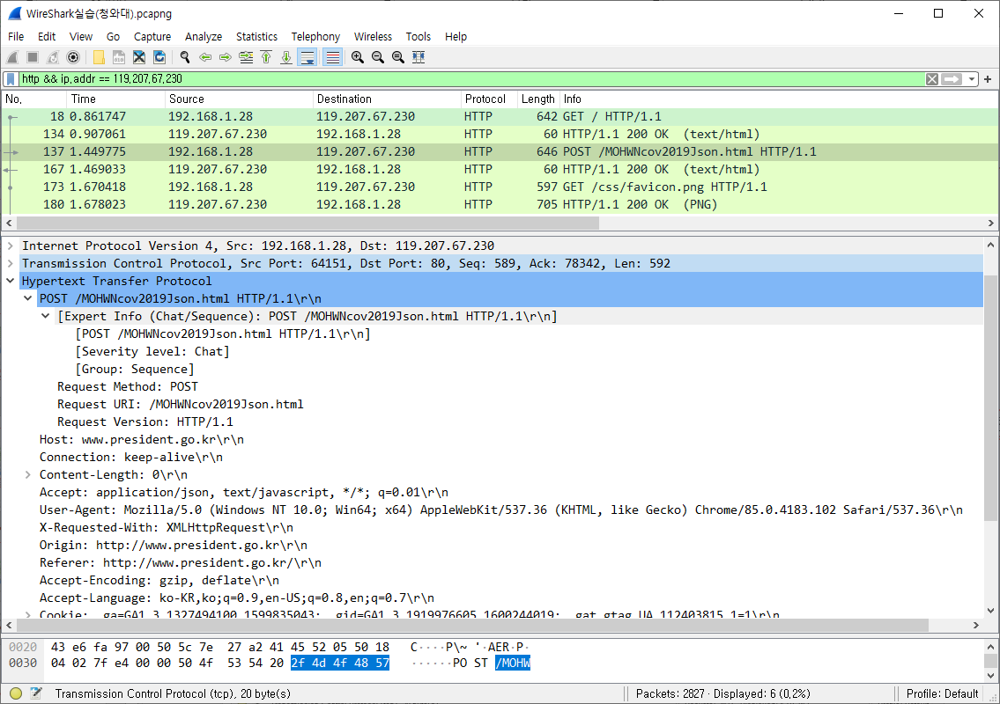 WireShark실습(청와대).pcapng
File Edit View Go Capture Analyze Statistics Telephony Wireless Tools Help
http && ip.addr == 119.207.67.230
No. Time Source Destination Protocol Length Info
18 0.861747 192.168.1.28 119.207.67.230 HTTP 642 GET / HTTP/1.1
134 0.907061 119.207.67.230 192.168.1.28 HTTP 60 HTTP/1.1 200 OK (text/html)
137 1.449775 192.168.1.28 119.207.67.230 HTTP 646 POST /MOHWNcov2019Json.html HTTP/1.1
167 1.469033 119.207.67.230 192.168.1.28 HTTP 60 HTTP/1.1 200 OK (text/html)
173 1.670418 192.168.1.28 119.207.67.230 HTTP 597 GET /css/favicon.png HTTP/1.1
180 1.678023 119.207.67.230 192.168.1.28 HTTP 705 HTTP/1.1 200 OK (PNG)
Internet Protocol Version 4, Src: 192.168.1.28, Dst: 119.207.67.230
Transmission Control Protocol, Src Port: 64151, Dst Port: 80, Seq: 589, Ack: 78342, Len: 592
Hypertext Transfer Protocol
POST /MOHWNcov2019Json.html HTTP/1.1\r\n
[Expert Info (Chat/Sequence): POST /MOHWNcov2019Json.html HTTP/1.1\r\n]
[POST /MOHWNcov2019Json.html HTTP/1.1\r\n]
[Severity level: Chat]
[Group: Sequence]
Request Method: POST
Request URI: /MOHWNcov2019Json.html
Request Version: HTTP/1.1
Host: www.president.go.kr\r\n
Connection: keep-alive\r\n
Content-Length: 0\r\n
Accept: application/json, text/javascript, */*; q=0.01\r\n
User-Agent: Mozilla/5.0 (Windows NT 10.0; Win64; x64) AppleWebKit/537.36 (KHTML, like Gecko) Chrome/85.0.4183.102 Safari/537.36\r\n
X-Requested-With: XMLHttpRequest\r\n
Origin: http://www.president.go.kr\r\n
Referer: http://www.president.go.kr/\r\n
Accept-Encoding: gzip, deflate\r\n
Accept-Language: ko-KR,ko;q=0.9,en-US;q=0.8,en;q=0.7\r\n
Cookie: _ga=GA1.3.1327494100.1599835043; _gid=GA1.3.1919976605.1600244019; _gat_gtag_UA_112403815_1=1\r\n
0020 43 e6 fa 97 00 50 5c 7e 27 a2 41 45 52 05 50 18 C····P\~ '·AER·P·
0030 04 02 7f e4 00 00 50 4f 53 54 20 2f 4d 4f 48 57 ······PO ST /MOHW
Transmission Control Protocol (tcp), 20 byte(s) Packets: 2827 · Displayed: 6 (0.2%) Profile: Default